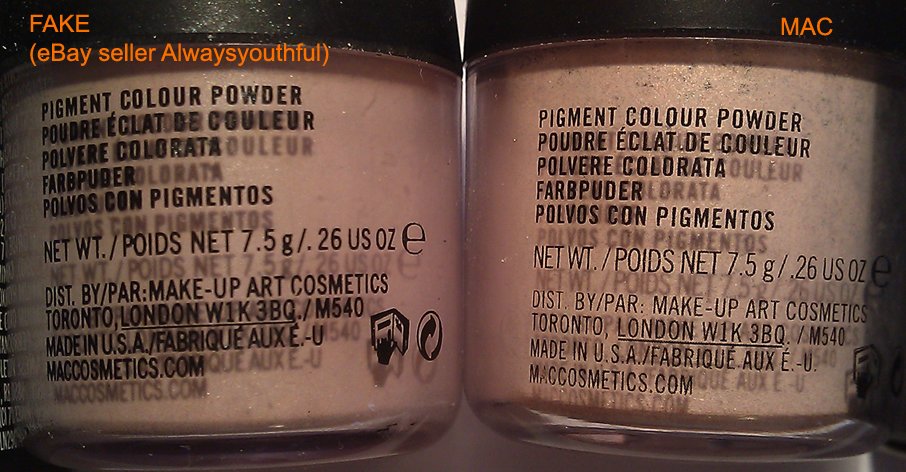 FAKE
(eBay seller Alwaysyouthful)
PIGMENT COLOUR POWDER
POUDRE ÉCLAT DE COULEUR
POLVERE COLORATA
FARBPUDER
POLVOS CON PIGMENTOS
NET WT./POIDS NET 7.5 g/.26 US OZ e
DIST. BY/PAR:MAKE-UP ART COSMETICS
TORONTO,LONDON W1K 3BQ./M540
MADE IN U.S.A./FABRIQUÉ AUX É.-U
MACCOSMETICS.COM
MAC
PIGMENT COLOUR POWDER
POUDRE ÉCLAT DE COULEUR
POLVERE COLORATA
FARBPUDER
POLVOS CON PIGMENTOS
NET WT./POIDS NET 7.5 g/.26 US OZ e
DIST. BY/PAR: MAKE-UP ART COSMETICS
TORONTO, LONDON W1K 3BQ. / M540
MADE IN U.S.A./FABRIQUÉ AUX É.-U.
MACCOSMETICS.COM